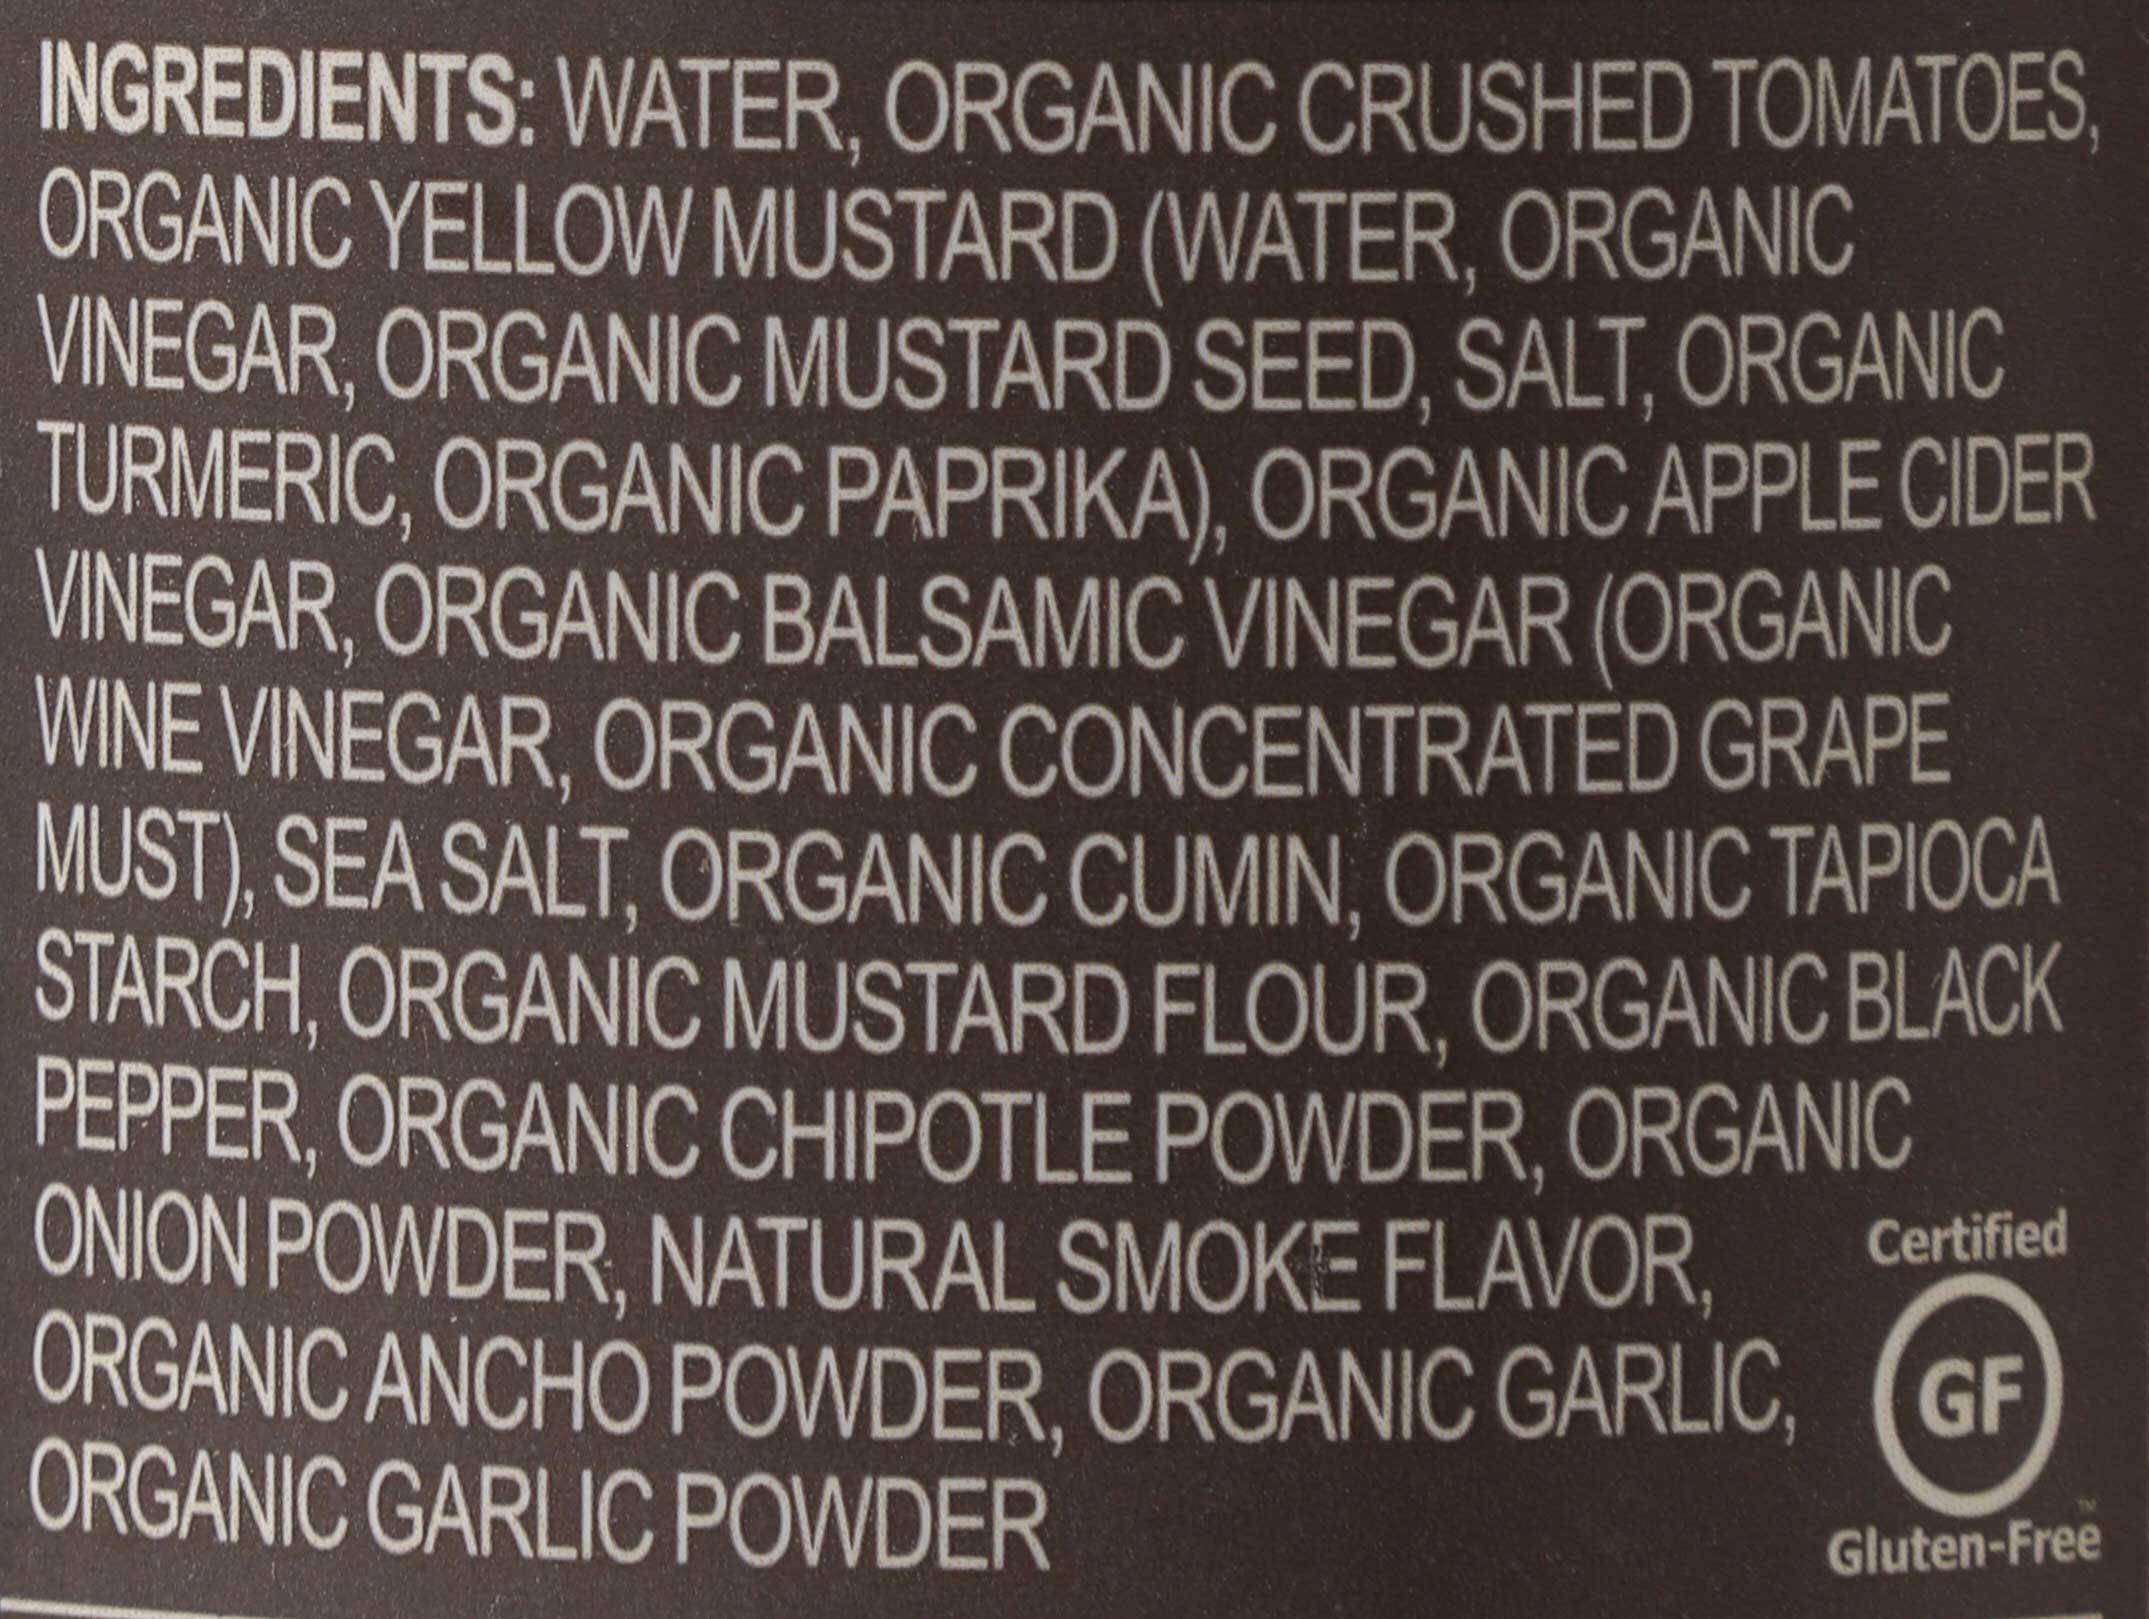 INGREDIENTS: WATER, ORGANIC CRUSHED TOMATOES,
ORGANIC YELLOW MUSTARD (WATER, ORGANIC
VINEGAR, ORGANIC MUSTARD SEED, SALT, ORGANIC
TURMERIC, ORGANIC PAPRIKA), ORGANIC APPLE CIDER
VINEGAR, ORGANIC BALSAMIC VINEGAR (ORGANIC
WINE VINEGAR, ORGANIC CONCENTRATED GRAPE
MUST), SEA SALT, ORGANIC CUMIN, ORGANIC TAPIOCA
STARCH, ORGANIC MUSTARD FLOUR, ORGANIC BLACK
PEPPER, ORGANIC CHIPOTLE POWDER, ORGANIC
ONION POWDER, NATURAL SMOKE FLAVOR,
ORGANIC ANCHO POWDER, ORGANIC GARLIC,
ORGANIC GARLIC POWDER
Certified
GF
TM
Gluten-Free